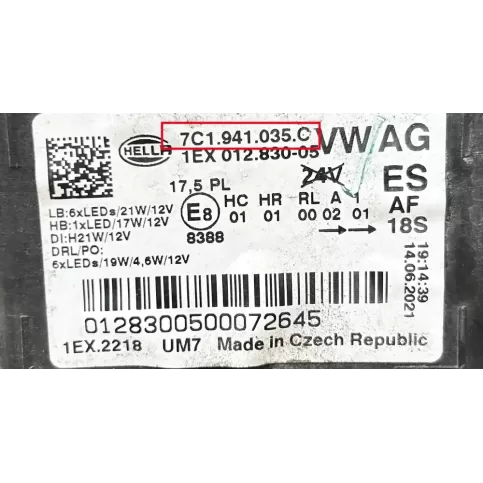 7C1.941.035.C VW AG
HELLA
1EX 012.830-05
24V
ES
17,5 PL
HC HR RL A 1
AF
E8
01 01 00 02 01
18S
8388
LB:6xLEDs/21W/12V
HB:1xLED/17W/12V
DI:H21W/12V
DRL/PO:
6xLEDs/19W/4,6W/12V
19:14:39
14.06.2021
0128300500072645
1EX.2218 UM7 Made in Czech Republic